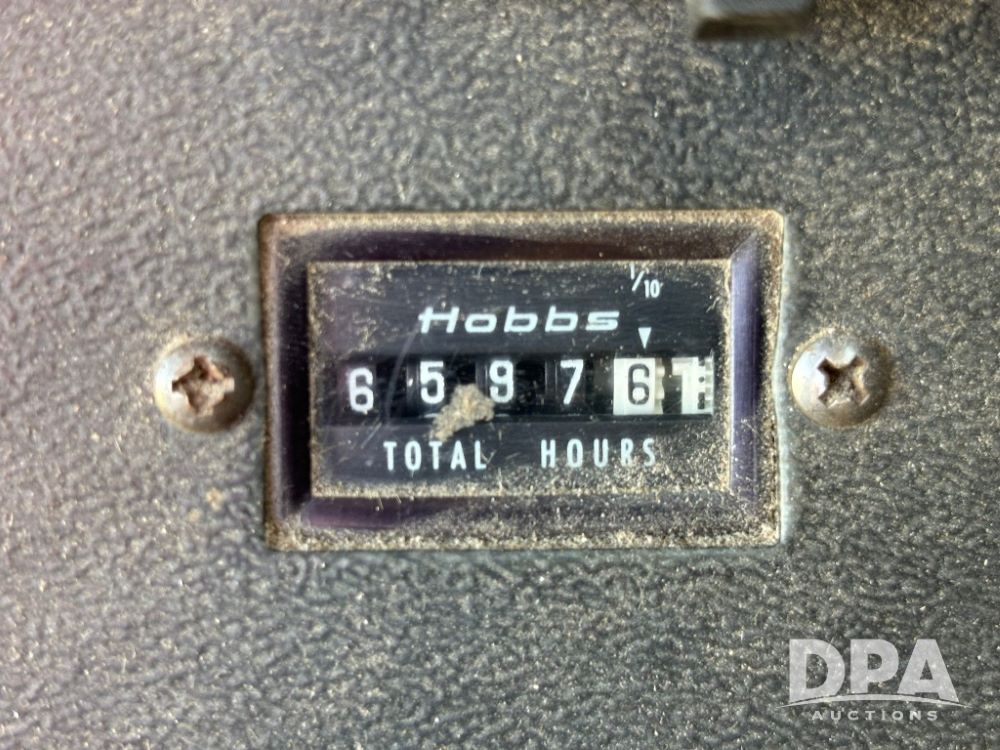 1/10
Hobbs
6 5 9 7 6
TOTAL HOURS
DPA
AUCTIONS